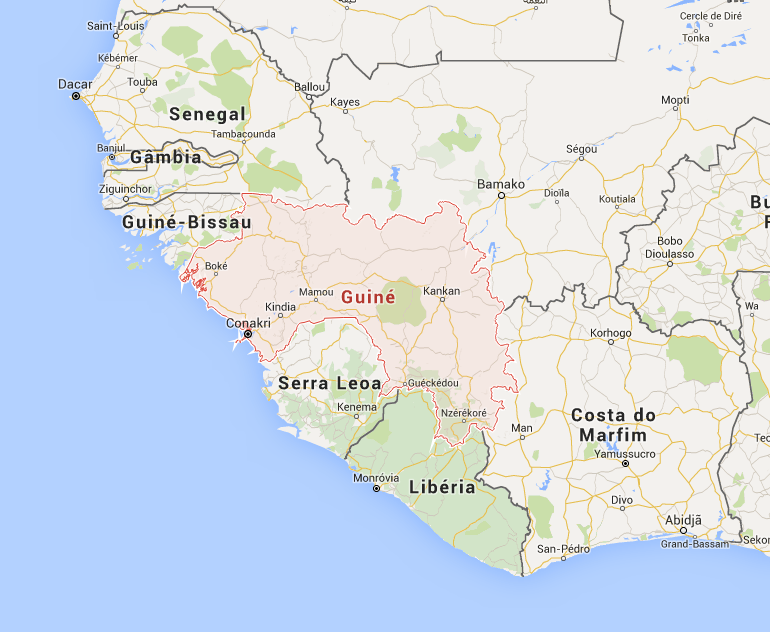 Saint-Louis
Cercle de Diré
Tonka
Kébémer
Dacar
Touba
Ballou
Kayes
Mopti
Senegal
Tambacounda
Banjul
Gâmbia
Ségou
Ziguinchor
Bamako
Dioïla
Koutiala
Bu
F
Guiné-Bissau
Bobo
Dioulasso
Boké
Mamou
Guiné
Kankan
Kindia
Wa
Conakri
Korhogo
Serra Leoa
Guéckédou
Kenema
Nzérékoré
Costa do
Marfim
Man
Tec
Yamussucro
Monróvia
Libéria
Divo
Abidjã
San-Pédro
Grand-Bassam
Sekon